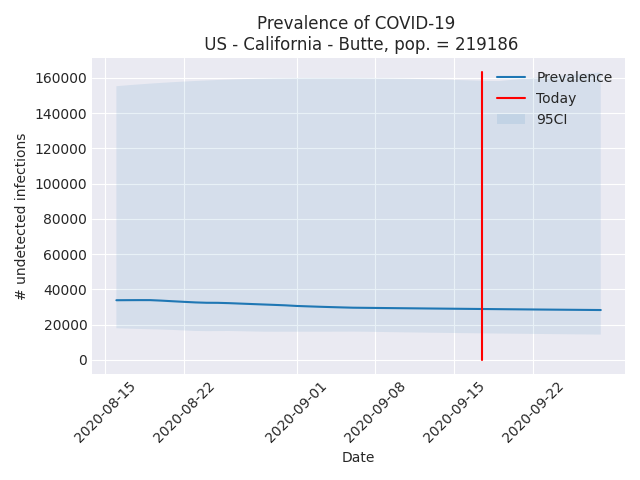 Prevalence of COVID-19
US - California - Butte, pop. = 219186
160000
140000
120000
100000
80000
60000
40000
20000
0
# undetected infections
Prevalence
Today
95CI
2020-08-15
2020-08-22
2020-09-01
2020-09-08
2020-09-15
2020-09-22
Date